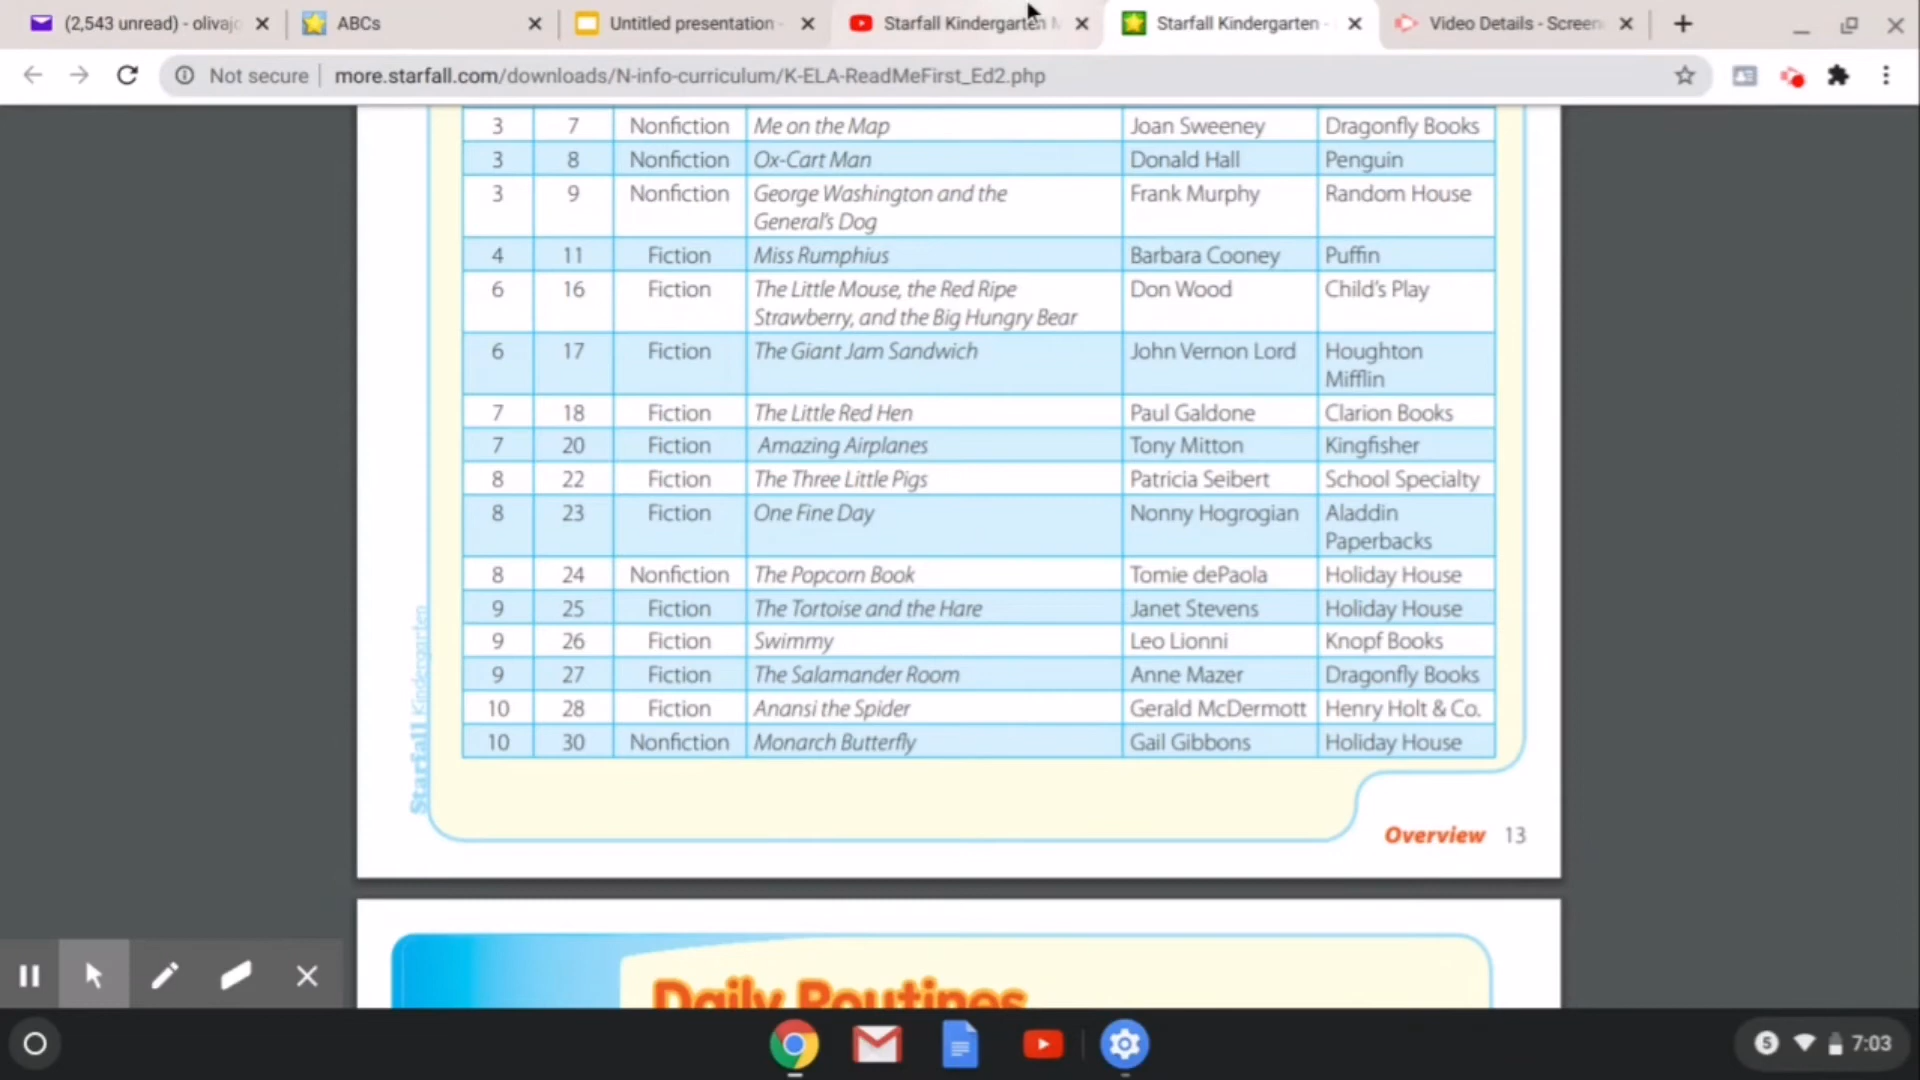 (2,543 unread) - olivajo
ABCs
Untitled presentation -
Starfall Kindergarten M
Starfall Kindergarten -
Video Details - Screen
Not secure
more.starfall.com/downloads/N-info-curriculum/K-ELA-ReadMeFirst_Ed2.php
3 7 Nonfiction Me on the Map Joan Sweeney Dragonfly Books
3 8 Nonfiction Ox-Cart Man Donald Hall Penguin
3 9 Nonfiction George Washington and the Frank Murphy Random House
General's Dog
4 11 Fiction Miss Rumphius Barbara Cooney Puffin
6 16 Fiction The Little Mouse, the Red Ripe Don Wood Child's Play
Strawberry, and the Big Hungry Bear
6 17 Fiction The Giant Jam Sandwich John Vernon Lord Houghton
Mifflin
7 18 Fiction The Little Red Hen Paul Galdone Clarion Books
7 20 Fiction Amazing Airplanes Tony Mitton Kingfisher
8 22 Fiction The Three Little Pigs Patricia Seibert School Specialty
8 23 Fiction One Fine Day Nonny Hogrogian Aladdin
Paperbacks
8 24 Nonfiction The Popcorn Book Tomie dePaola Holiday House
9 25 Fiction The Tortoise and the Hare Janet Stevens Holiday House
9 26 Fiction Swimmy Leo Lionni Knopf Books
9 27 Fiction The Salamander Room Anne Mazer Dragonfly Books
10 28 Fiction Anansi the Spider Gerald McDermott Henry Holt & Co.
10 30 Nonfiction Monarch Butterfly Gail Gibbons Holiday House
Starfall Kindergarten
Overview 13
Daily Routines
5 7:03